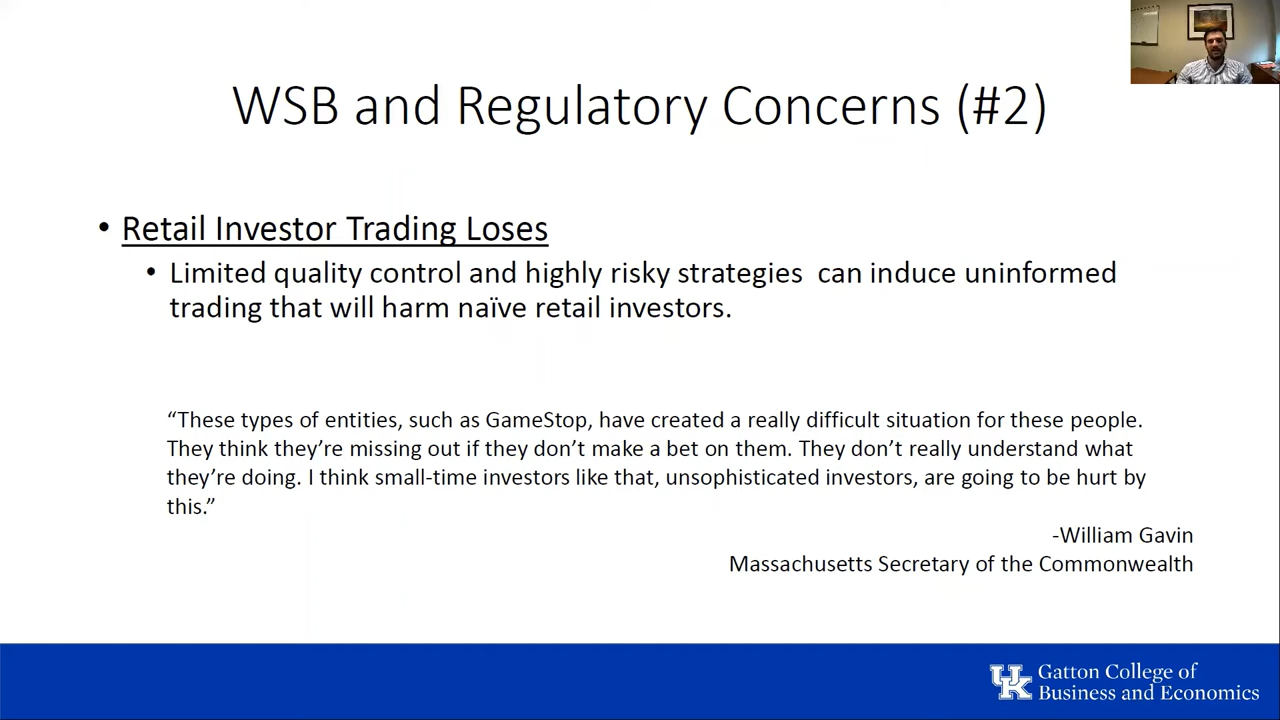 WSB and Regulatory Concerns (#2)
• Retail Investor Trading Loses
• Limited quality control and highly risky strategies  can induce uninformed
trading that will harm naïve retail investors.
“These types of entities, such as GameStop, have created a really difficult situation for these people.
They think they’re missing out if they don’t make a bet on them. They don’t really understand what
they’re doing. I think small-time investors like that, unsophisticated investors, are going to be hurt by
this.”
-William Gavin
Massachusetts Secretary of the Commonwealth
UK
Gatton College of
Business and Economics